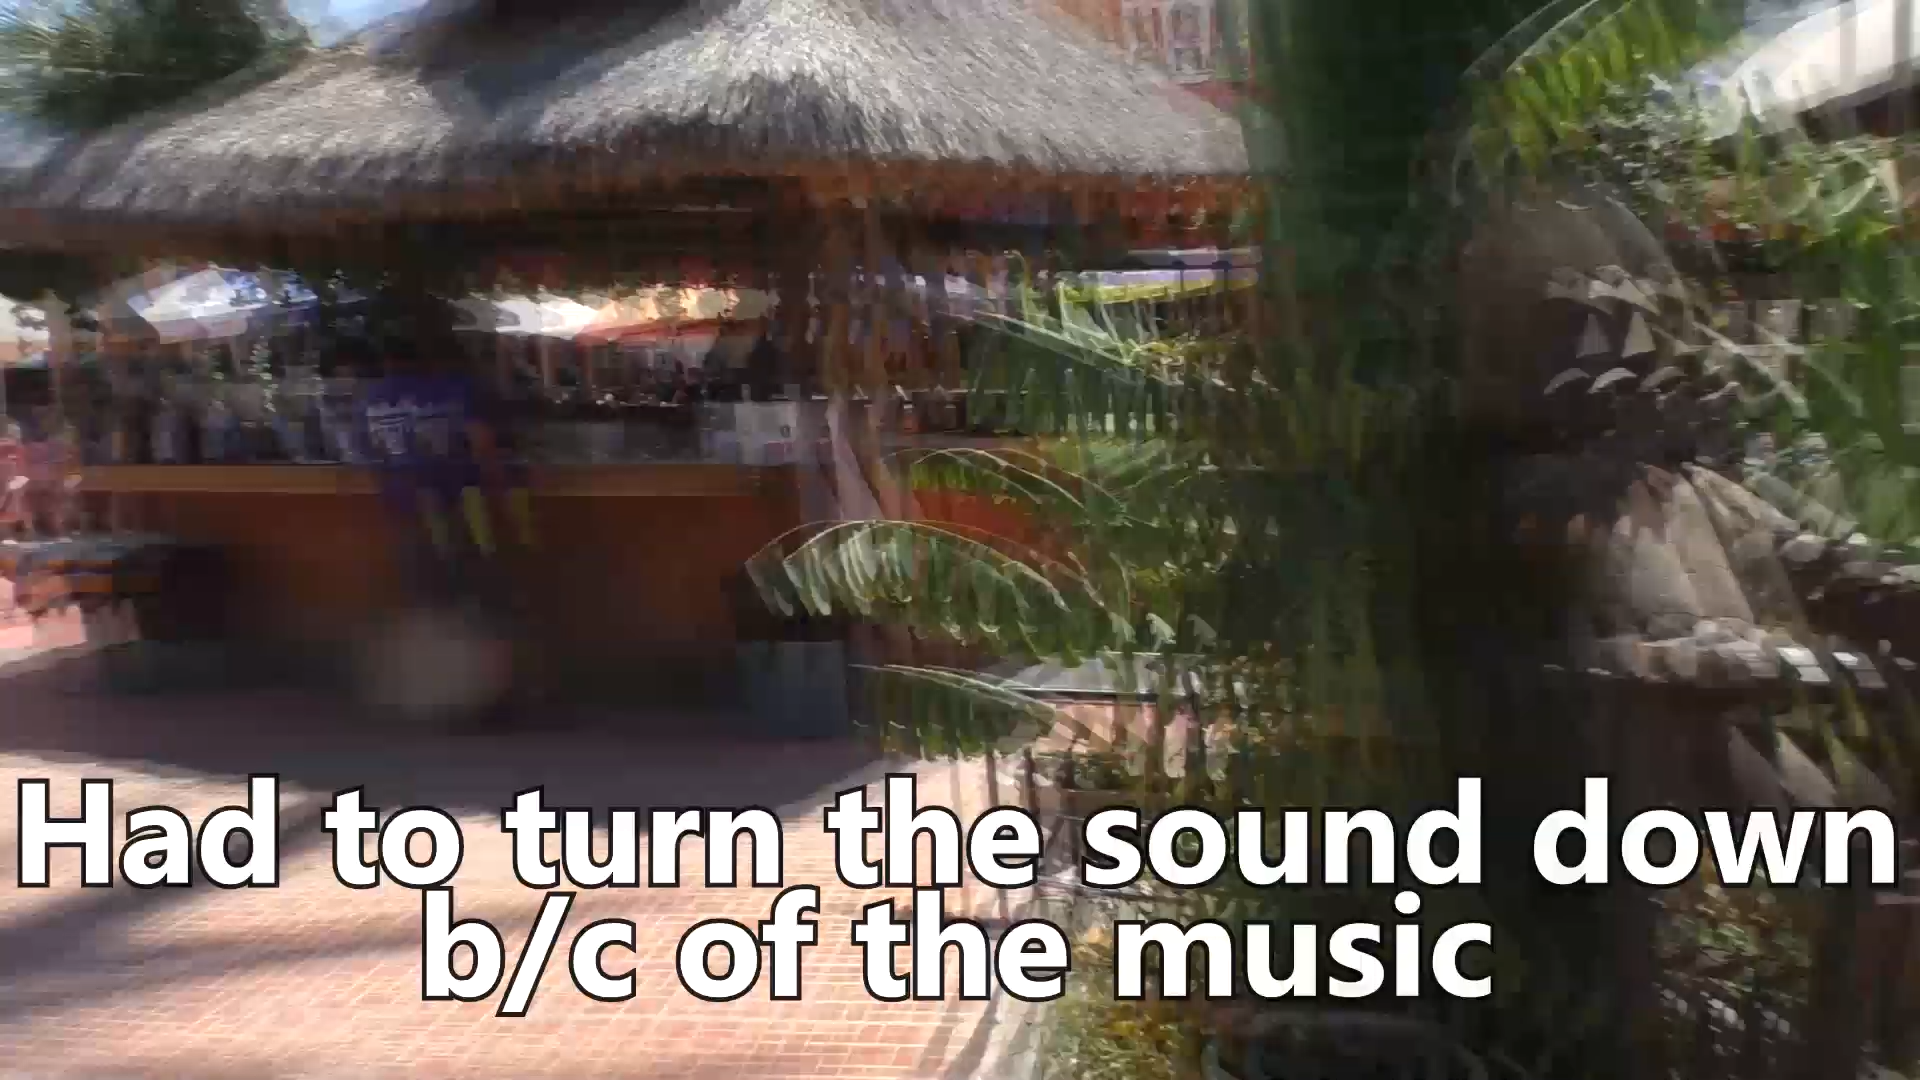 Had to turn the sound down
b/c of the music